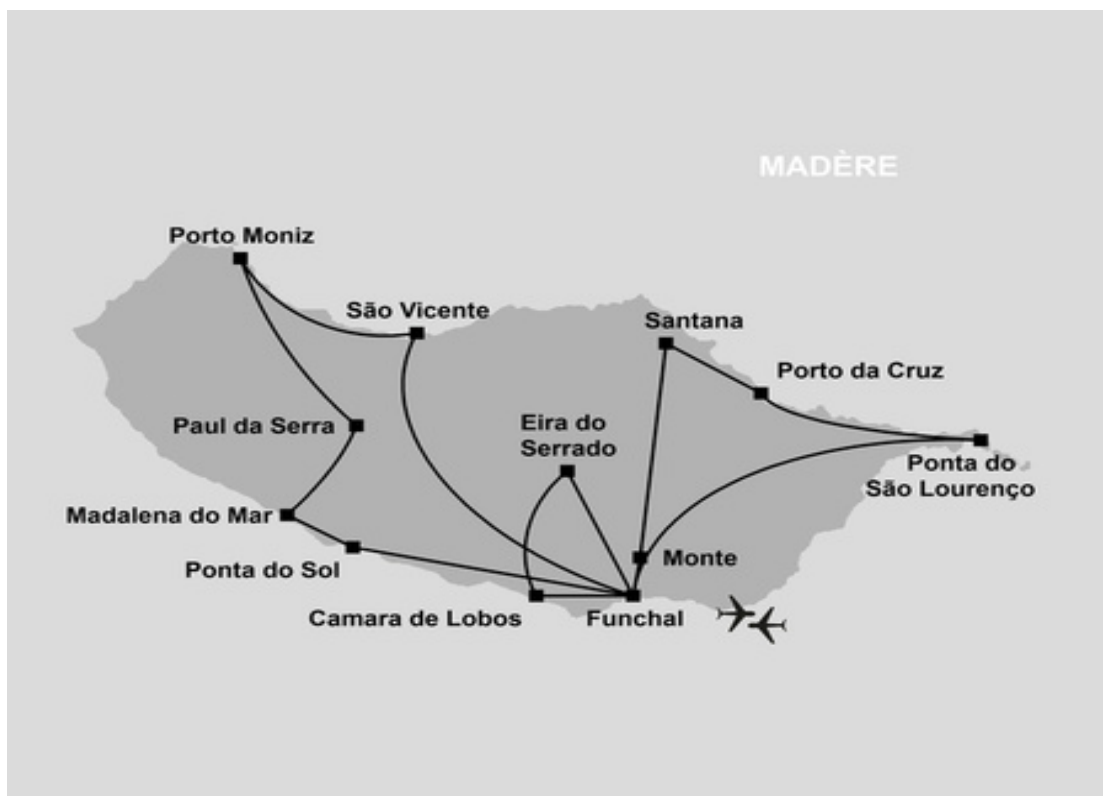 MADÈRE
Porto Moniz
São Vicente
Santana
Porto da Cruz
Eira do
Serrado
Paul da Serra
Ponta do
São Lourenço
Madalena do Mar
Monte
Ponta do Sol
Camara de Lobos
Funchal